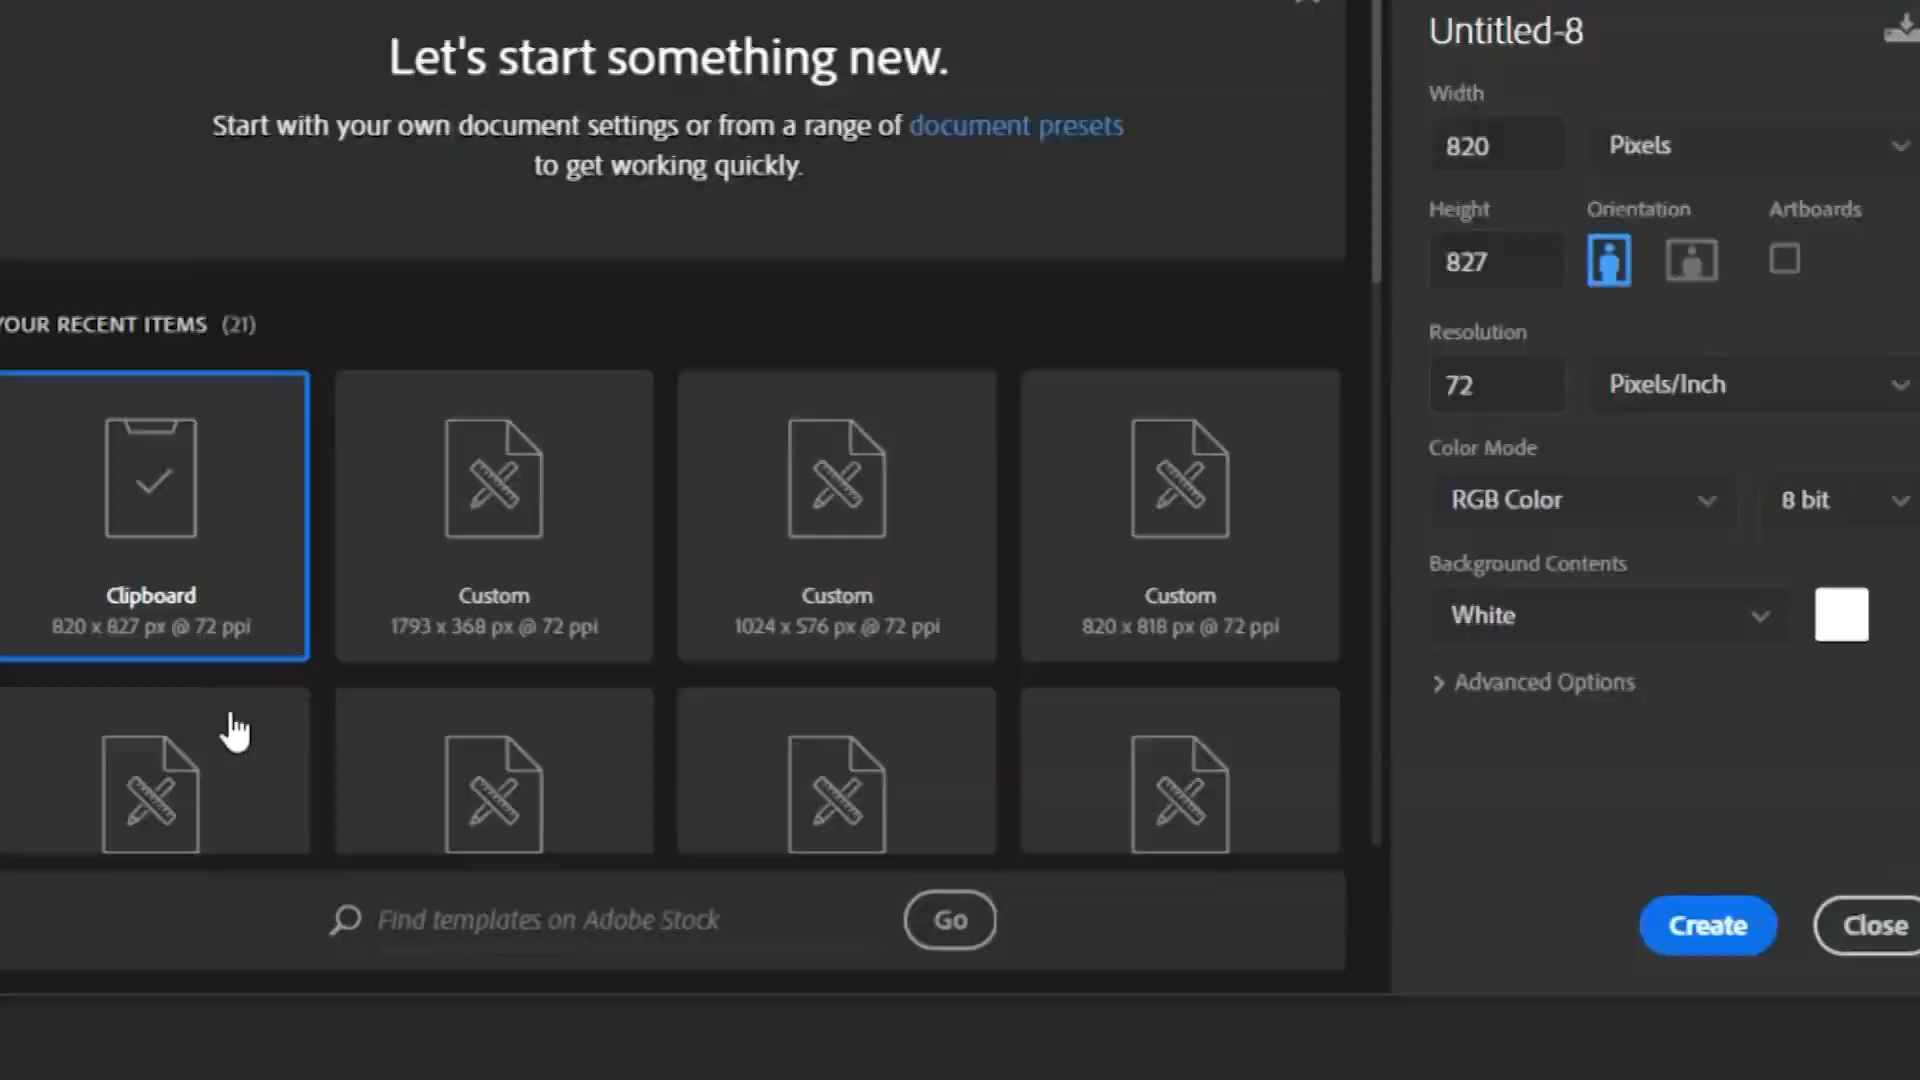 Let's start something new.
Start with your own document settings or from a range of document presets
to get working quickly.
YOUR RECENT ITEMS (21)
Clipboard
820 x 827 px @ 72 ppi
Custom
1793 x 368 px @ 72 ppi
Custom
1024 x 576 px @ 72 ppi
Custom
820 x 818 px @ 72 ppi
Find templates on Adobe Stock
Go
Untitled-8
Width
820 Pixels
Height Orientation Artboards
827
Resolution
72 Pixels/Inch
Color Mode
RGB Color 8 bit
Background Contents
White
Advanced Options
Create Close